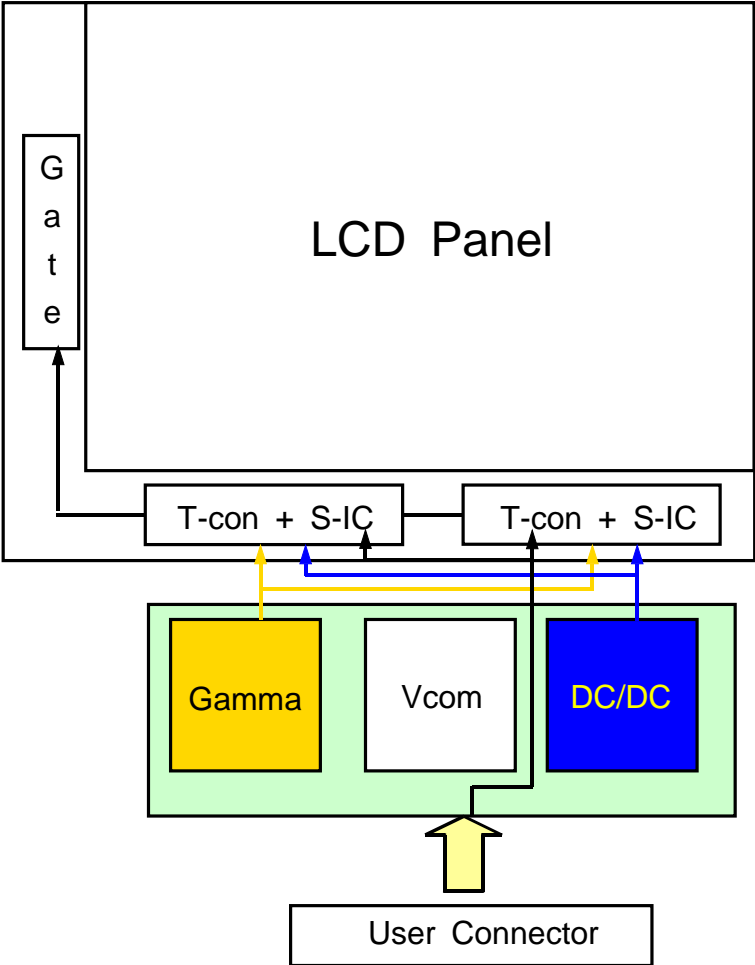 LCD Panel
G
a
t
e
T-con + S-IC
T-con + S-IC
Gamma
Vcom
DC/DC
User Connector